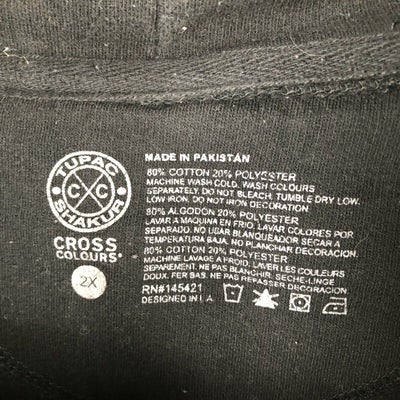 TUPAC
C C
SHAKUR
CROSS
COLOURS®
2X
MADE IN PAKISTAN
80% COTTON 20% POLYESTER
MACHINE WASH COLD, WASH COLOURS
SEPARATELY, DO NOT BLEACH, TUMBLE DRY LOW.
LOW IRON, DO NOT IRON DECORATION
80% ALGODON 20% POLYESTER
LAVAR A MAQUINA EN FRIO, LAVAR COLORES POR
SEPARADO, NO USAR BLANQUEADOR SECAR A
TEMPERATURA NO, PLANCHAR DECORACION.
80% COTTON 20% POLYESTER
MACHINE LAVAGE A FROID, LAVER LES COULEURS
SEPAREMENT, NE PAS BLANCHIR, SECHE-LINGE
DOUX. FER BAS. NE PAS REPASSER DECORACION.
RN#145421
DESIGNED IN L.A.